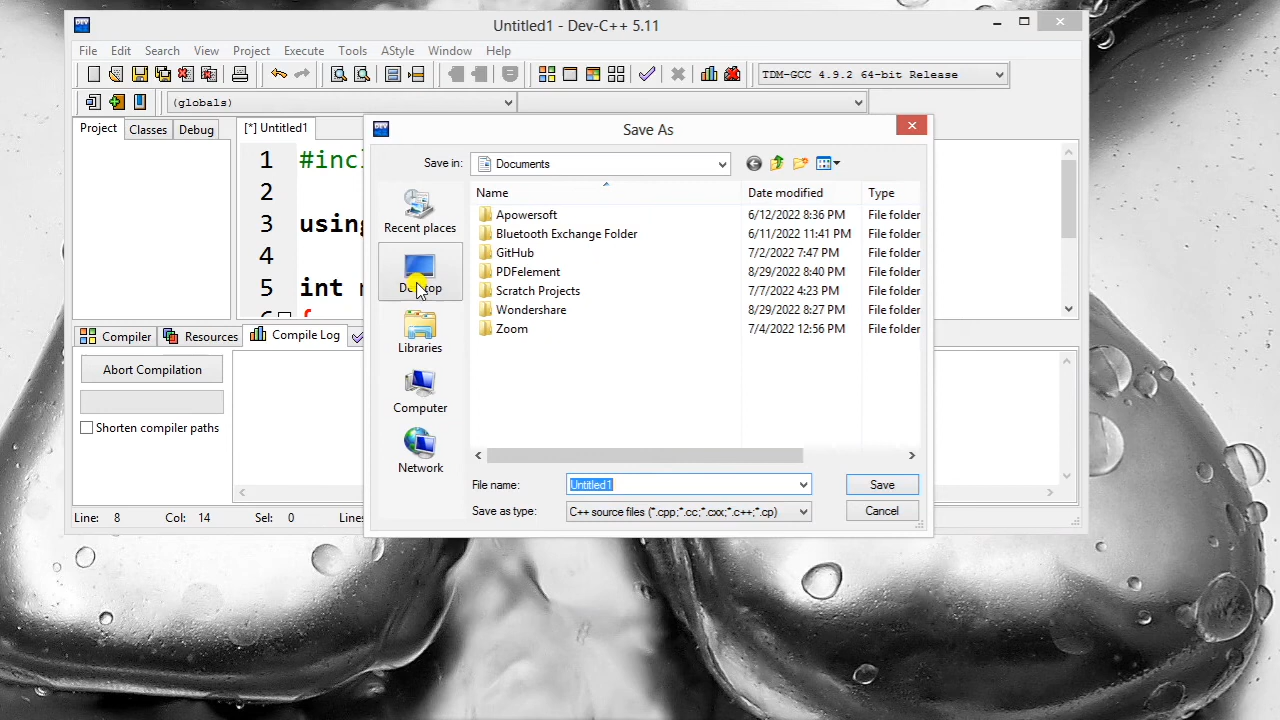 Untitled1 - Dev-C++ 5.11
File Edit Search View Project Execute Tools AStyle Window Help
TDM-GCC 4.9.2 64-bit Release
(globals)
Project Classes Debug
[*] Untitled1
1
2
3 using
4
5 int
Save As
Save in: Documents
Recent places
Desktop
Libraries
Computer
Network
Name Date modified Type
Apowersoft 6/12/2022 8:36 PM File folder
Bluetooth Exchange Folder 6/11/2022 11:41 PM File folder
GitHub 7/2/2022 7:47 PM File folder
PDFelement 8/29/2022 8:40 PM File folder
Scratch Projects 7/7/2022 4:23 PM File folder
Wondershare 8/29/2022 8:27 PM File folder
Zoom 7/4/2022 12:56 PM File folder
File name: Untitled1 Save
Save as type: C++ source files (*.cpp;*.cc;*.cxx;*.c++;*.cp) Cancel
Compiler Resources Compile Log
Abort Compilation
Shorten compiler paths
Line: 8 Col: 14 Sel: 0 Lines